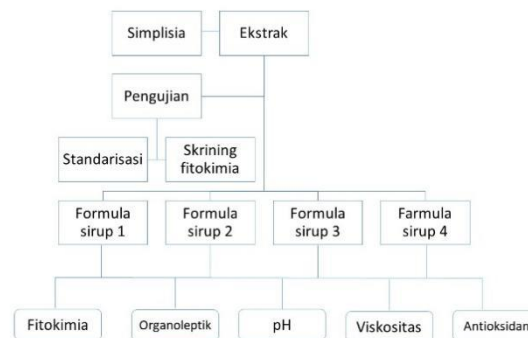 Simplisia
Ekstrak
Pengujian
Standarisasi
Skrining
fitokimia
Formula
sirup 1
Formula
sirup 2
Formula
sirup 3
Farmula
sirup 4
Fitokimia
Organoleptik
pH
Viskositas
Antioksidan